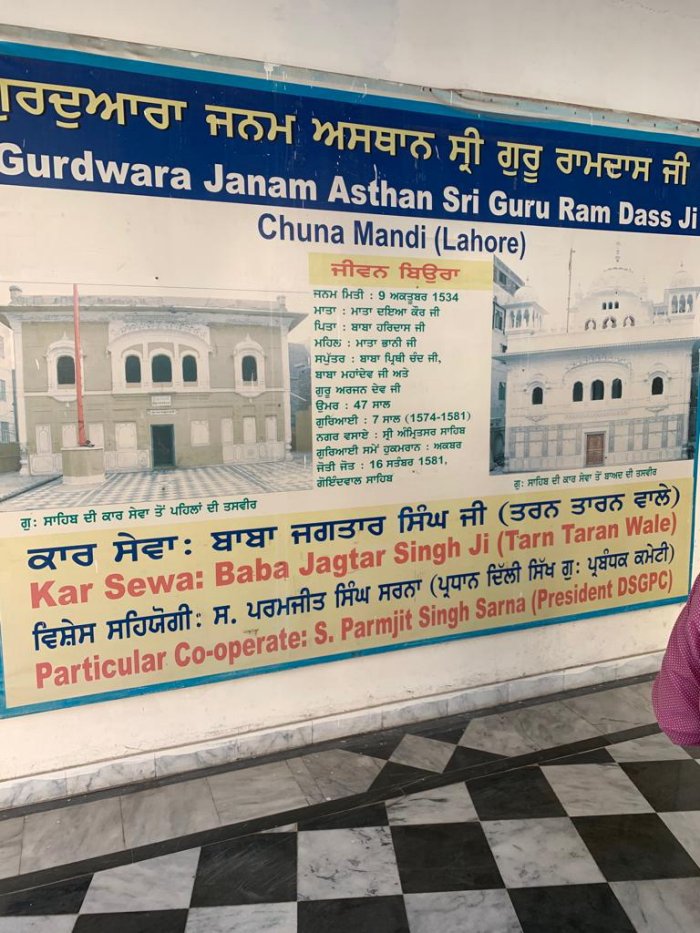 ਗੁਰਦੁਆਰਾ ਜਨਮ ਅਸਥਾਨ ਸ੍ਰੀ ਗੁਰੂ ਰਾਮਦਾਸ ਜੀ
Gurdwara Janam Asthan Sri Guru Ram Dass Ji
Chuna Mandi (Lahore)
ਜੀਵਨ ਬਿਉਰਾ
ਜਨਮ ਮਿਤੀ : 9 ਅਕਤੂਬਰ 1534
ਮਾਤਾ : ਮਾਤਾ ਦਇਆ ਕੌਰ ਜੀ
ਪਿਤਾ : ਬਾਬਾ ਹਰਿਦਾਸ ਜੀ
ਮਹਿਲ : ਮਾਤਾ ਭਾਨੀ ਜੀ
ਸਪੁੱਤਰ : ਬਾਬਾ ਪ੍ਰਿਥੀ ਚੰਦ ਜੀ,
ਬਾਬਾ ਮਹਾਂਦੇਵ ਜੀ ਅਤੇ
ਗੁਰੂ ਅਰਜਨ ਦੇਵ ਜੀ
ਉਮਰ : 47 ਸਾਲ
ਗੁਰਿਆਈ : 7 ਸਾਲ (1574-1581)
ਨਗਰ ਵਸਾਏ : ਸ੍ਰੀ ਅੰਮ੍ਰਿਤਸਰ ਸਾਹਿਬ
ਗੁਰਿਆਈ ਸਮੇਂ ਹੁਕਮਰਾਨ : ਅਕਬਰ
ਜੋਤੀ ਜੋਤ : 16 ਸਤੰਬਰ 1581,
ਗੋਇੰਦਵਾਲ ਸਾਹਿਬ
ਗੁ: ਸਾਹਿਬ ਦੀ ਕਾਰ ਸੇਵਾ ਤੋਂ ਪਹਿਲਾਂ ਦੀ ਤਸਵੀਰ
ਗੁ: ਸਾਹਿਬ ਦੀ ਕਾਰ ਸੇਵਾ ਤੋਂ ਬਾਅਦ ਦੀ ਤਸਵੀਰ
ਕਾਰ ਸੇਵਾ: ਬਾਬਾ ਜਗਤਾਰ ਸਿੰਘ ਜੀ (ਤਰਨ ਤਾਰਨ ਵਾਲੇ)
Kar Sewa: Baba Jagtar Singh Ji (Tarn Taran Wale)
ਵਿਸ਼ੇਸ ਸਹਿਯੋਗੀ: ਸ. ਪਰਮਜੀਤ ਸਿੰਘ ਸਰਨਾ (ਪ੍ਰਧਾਨ ਦਿੱਲੀ ਸਿੱਖ ਗੁ: ਪ੍ਰਬੰਧਕ ਕਮੇਟੀ)
Particular Co-operate: S. Parmjit Singh Sarna (President DSGPC)